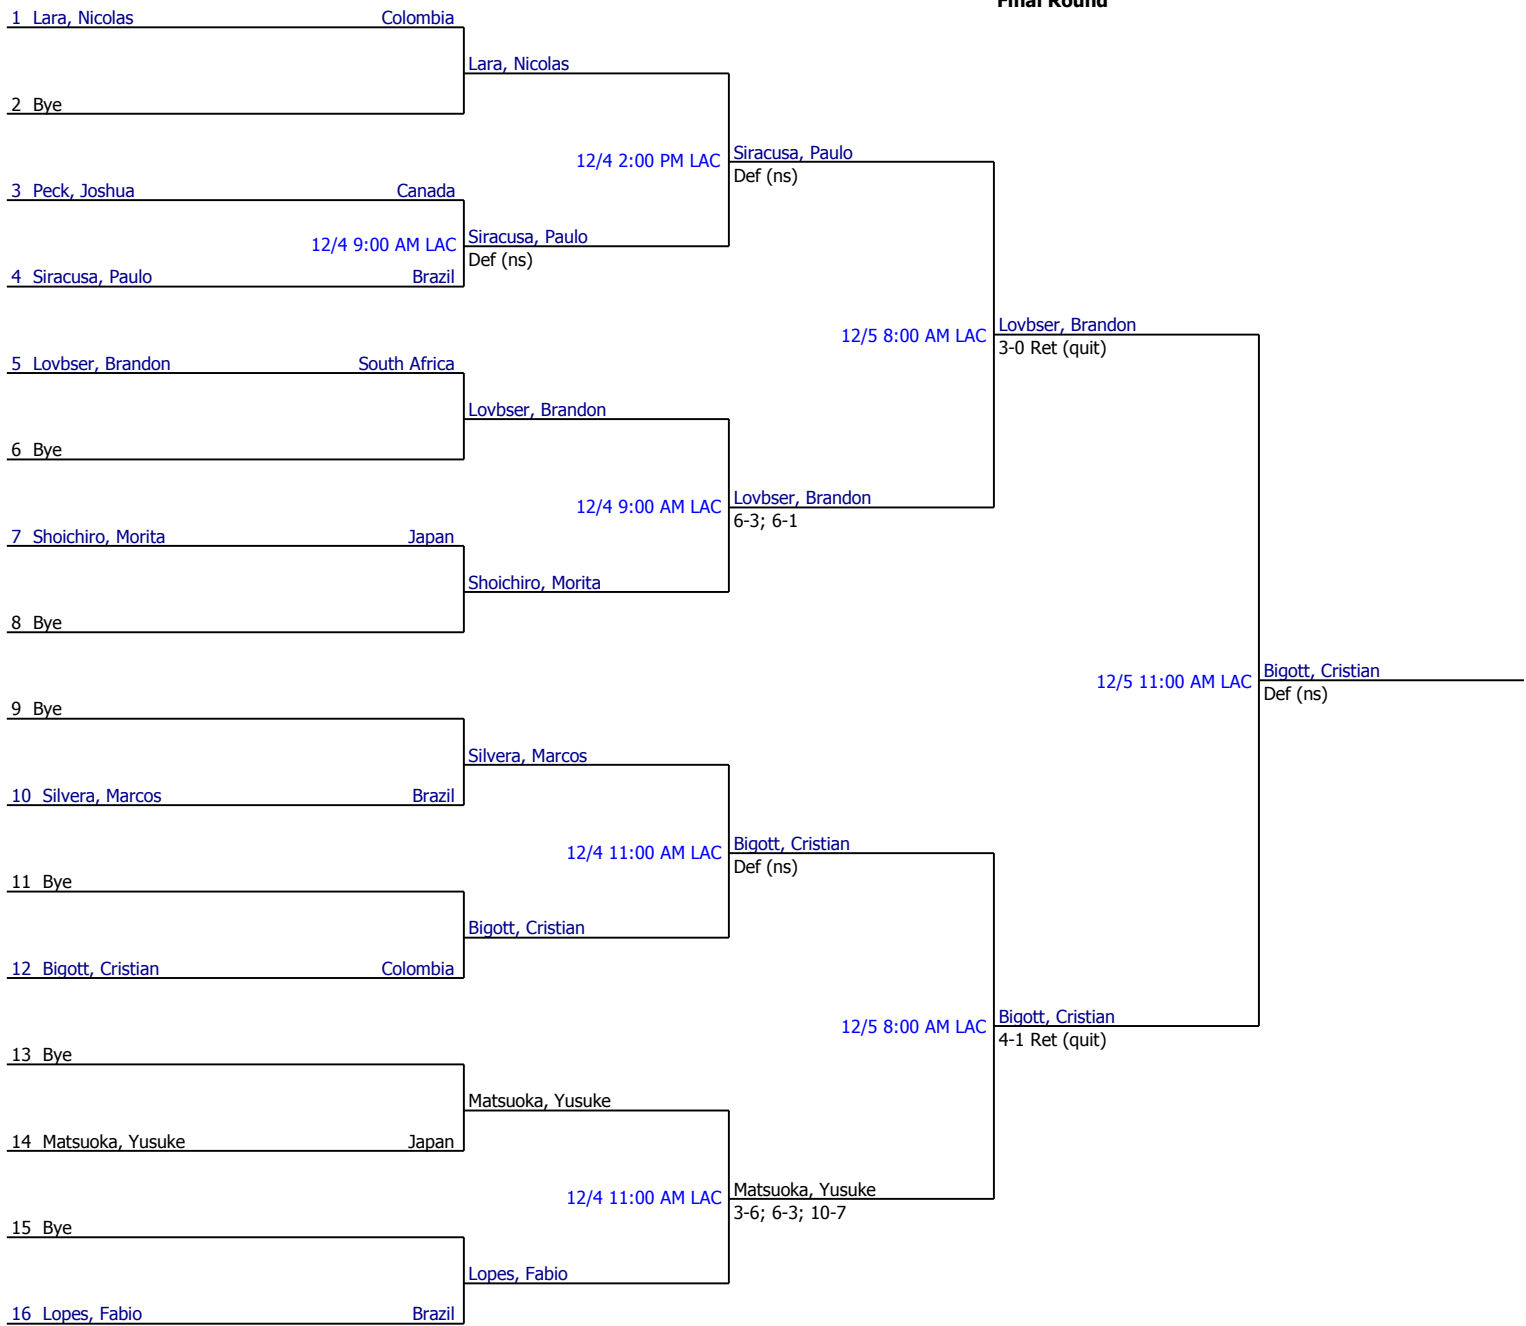 Final Round
1 Lara, Nicolas Colombia
Lara, Nicolas
2 Bye
12/4 2:00 PM LAC Siracusa, Paulo
Def (ns)
3 Peck, Joshua Canada
12/4 9:00 AM LAC Siracusa, Paulo
Def (ns)
4 Siracusa, Paulo Brazil
12/5 8:00 AM LAC Lovbser, Brandon
3-0 Ret (quit)
5 Lovbser, Brandon South Africa
Lovbser, Brandon
6 Bye
12/4 9:00 AM LAC Lovbser, Brandon
6-3; 6-1
7 Shoichiro, Morita Japan
Shoichiro, Morita
8 Bye
12/5 11:00 AM LAC Bigott, Cristian
Def (ns)
9 Bye
Silvera, Marcos
10 Silvera, Marcos Brazil
12/4 11:00 AM LAC Bigott, Cristian
Def (ns)
11 Bye
Bigott, Cristian
12 Bigott, Cristian Colombia
12/5 8:00 AM LAC Bigott, Cristian
4-1 Ret (quit)
13 Bye
Matsuoka, Yusuke
14 Matsuoka, Yusuke Japan
12/4 11:00 AM LAC Matsuoka, Yusuke
3-6; 6-3; 10-7
15 Bye
Lopes, Fabio
16 Lopes, Fabio Brazil